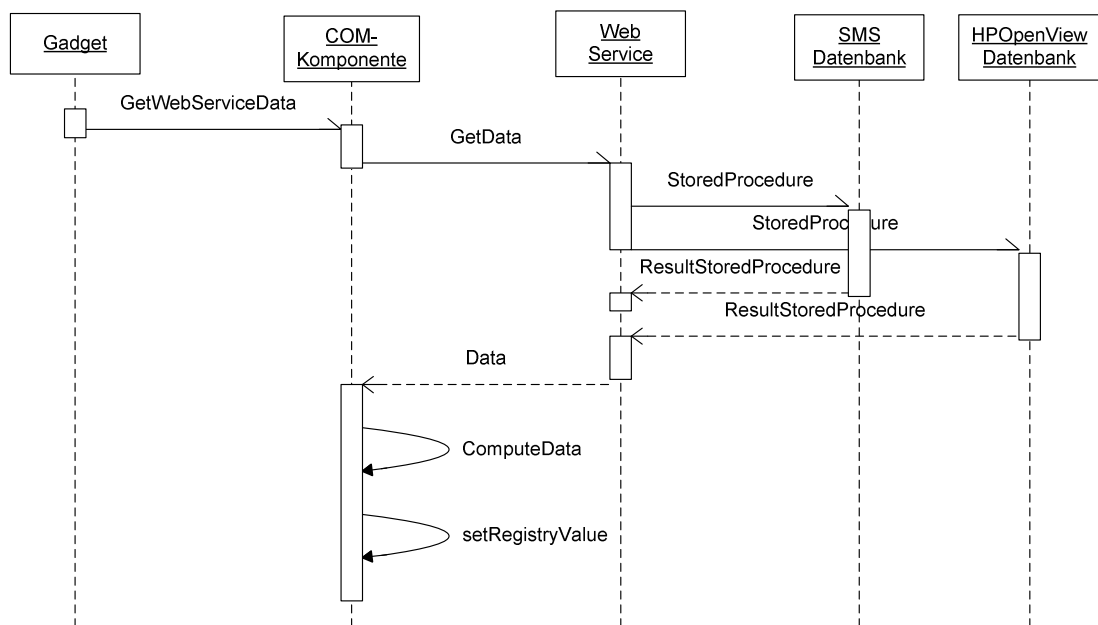 Gadget
COM-
Komponente
Web
Service
SMS
Datenbank
HPOpenView
Datenbank
GetWebServiceData
GetData
StoredProcedure
StoredProcedure
ResultStoredProcedure
ResultStoredProcedure
Data
ComputeData
setRegistryValue